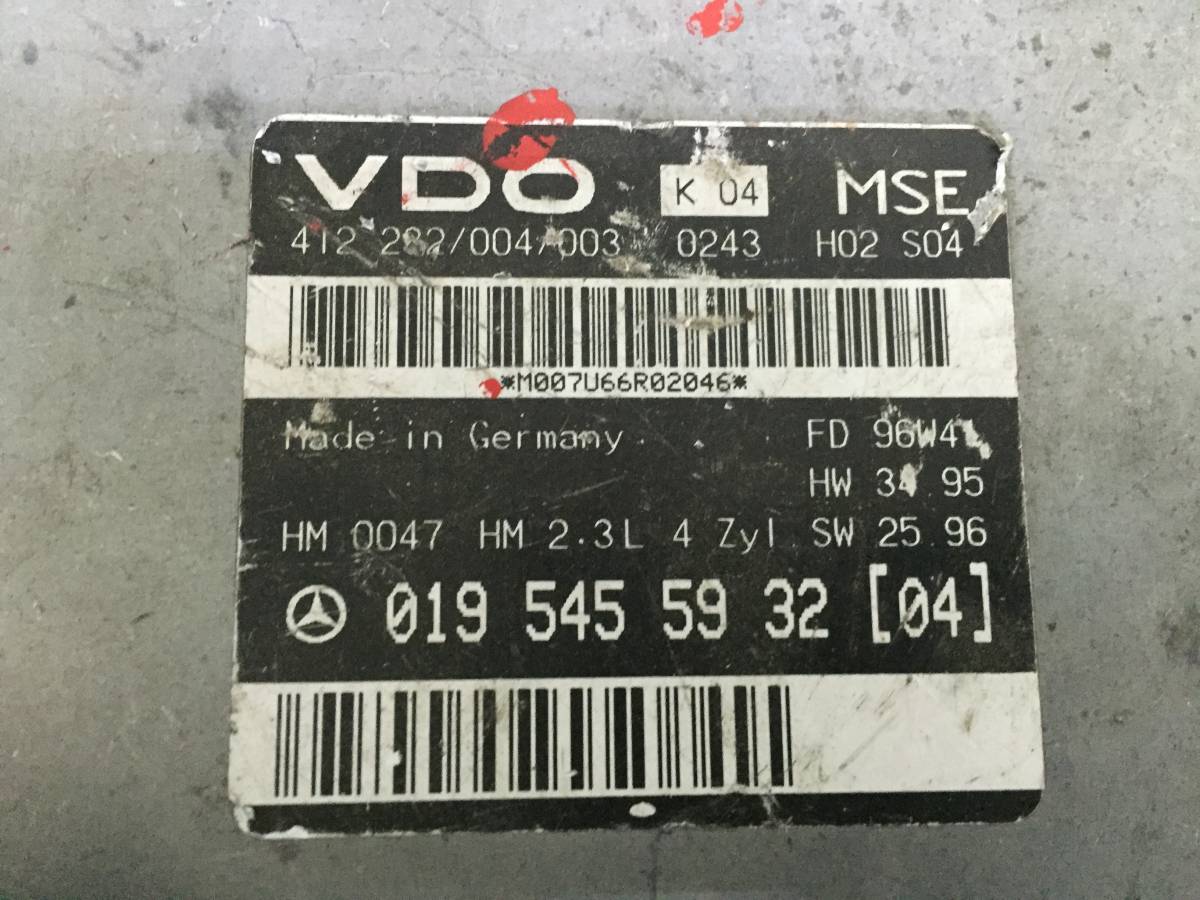 VDO K 04 MSE
412 282/004/003 0243 H02 S04
*M007U66R02046*
Made in Germany FD 96W41
HW 34 95
HM 0047 HM 2.3L 4 Zyl. SW 25 96
019 545 59 32 [04]